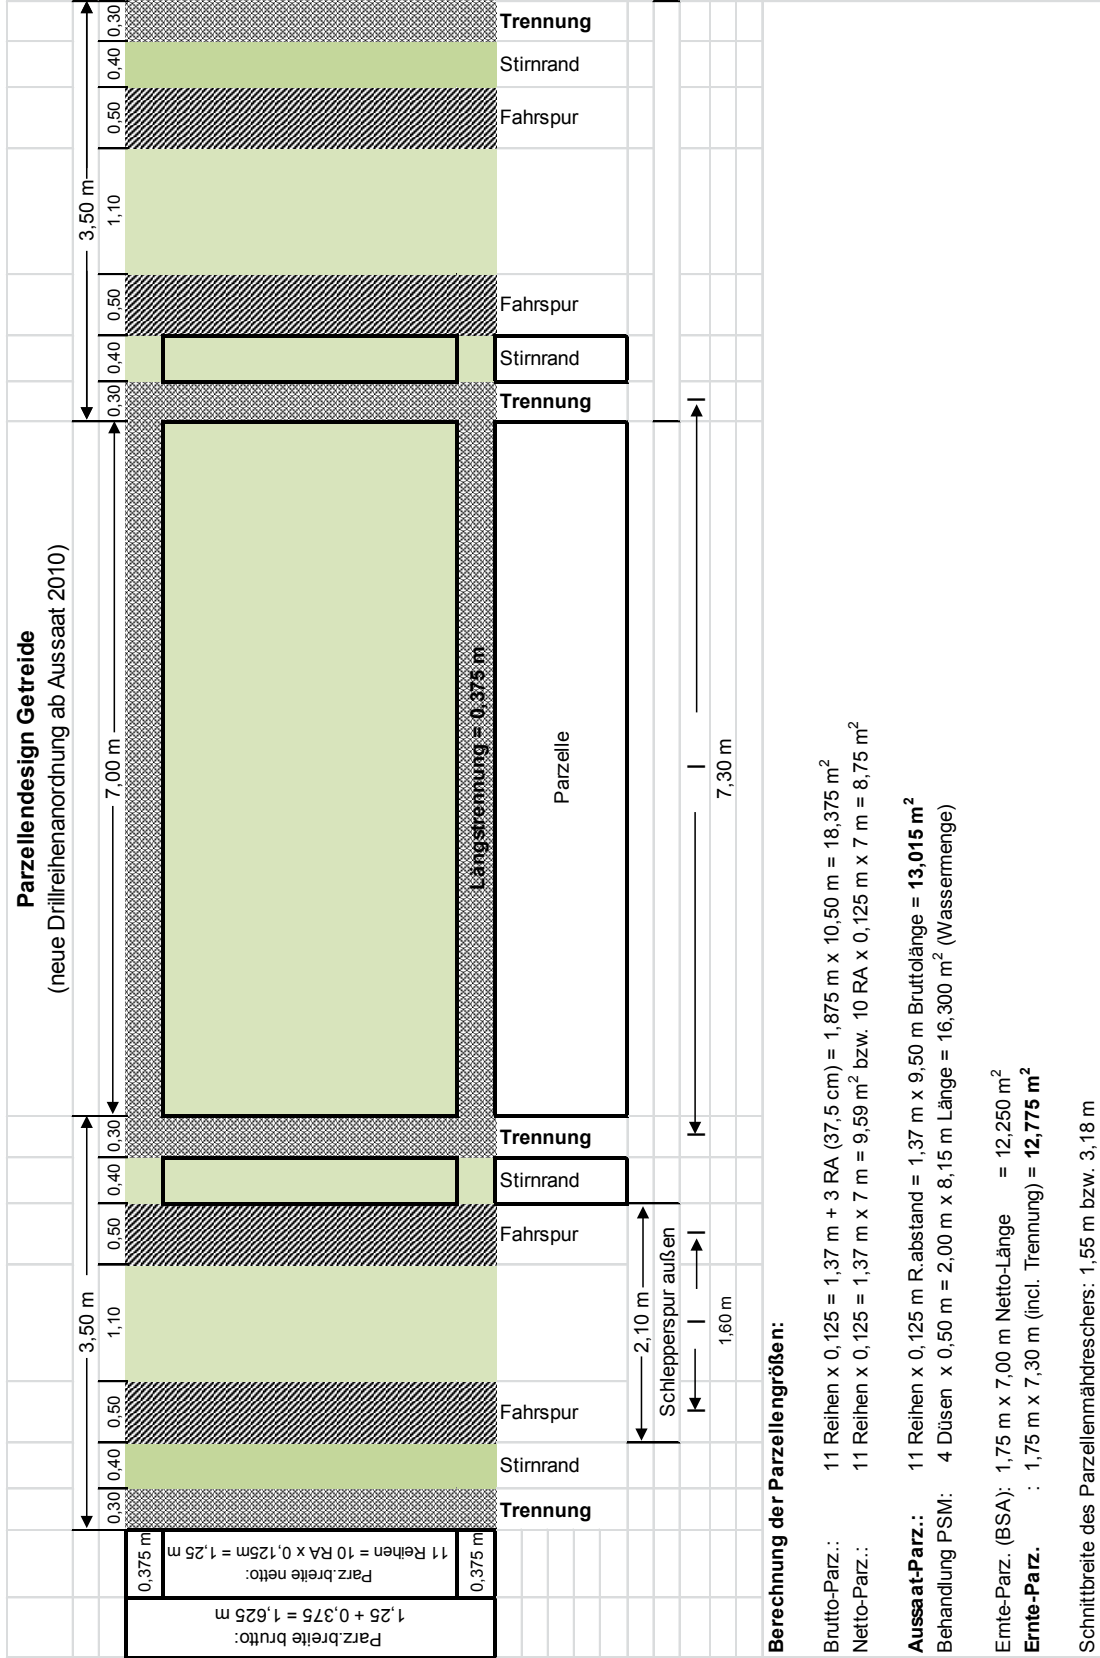 Parzellendesign Getreide
(neue Drillreihenanordnung ab Aussaat 2010)
3,50 m
7,00 m
3,50 m
0,30
0,40
0,50
1,10
0,50
0,40
0,30
0,30
0,40
0,50
1,10
0,50
0,40
0,30
Parz.breite brutto:
1,25 + 0,375 = 1,625 m
0,375 m
Parz.breite netto:
11 Reihen = 10 RA x 0,125m = 1,25 m
0,375 m
Längstrennung = 0,375 m
Trennung
Stirnrand
Fahrspur
Fahrspur
Stirnrand
Trennung
Parzelle
Trennung
Stirnrand
Fahrspur
Fahrspur
Stirnrand
Trennung
2,10 m
Schlepperspur außen
1,60 m
7,30 m
Berechnung der Parzellengrößen:
Brutto-Parz.: 11 Reihen x 0,125 = 1,37 m + 3 RA (37,5 cm) = 1,875 m x 10,50 m = 18,375 m²
Netto-Parz.: 11 Reihen x 0,125 = 1,37 m x 7 m = 9,59 m² bzw. 10 RA x 0,125 m x 7 m = 8,75 m²
Aussaat-Parz.: 11 Reihen x 0,125 m R.abstand = 1,37 m x 9,50 m Bruttolänge = 13,015 m²
Behandlung PSM: 4 Düsen x 0,50 m = 2,00 m x 8,15 m Länge = 16,300 m² (Wassermenge)
Ernte-Parz. (BSA): 1,75 m x 7,00 m Netto-Länge = 12,250 m²
Ernte-Parz. : 1,75 m x 7,30 m (incl. Trennung) = 12,775 m²
Schnittbreite des Parzellenmähdreschers: 1,55 m bzw. 3,18 m